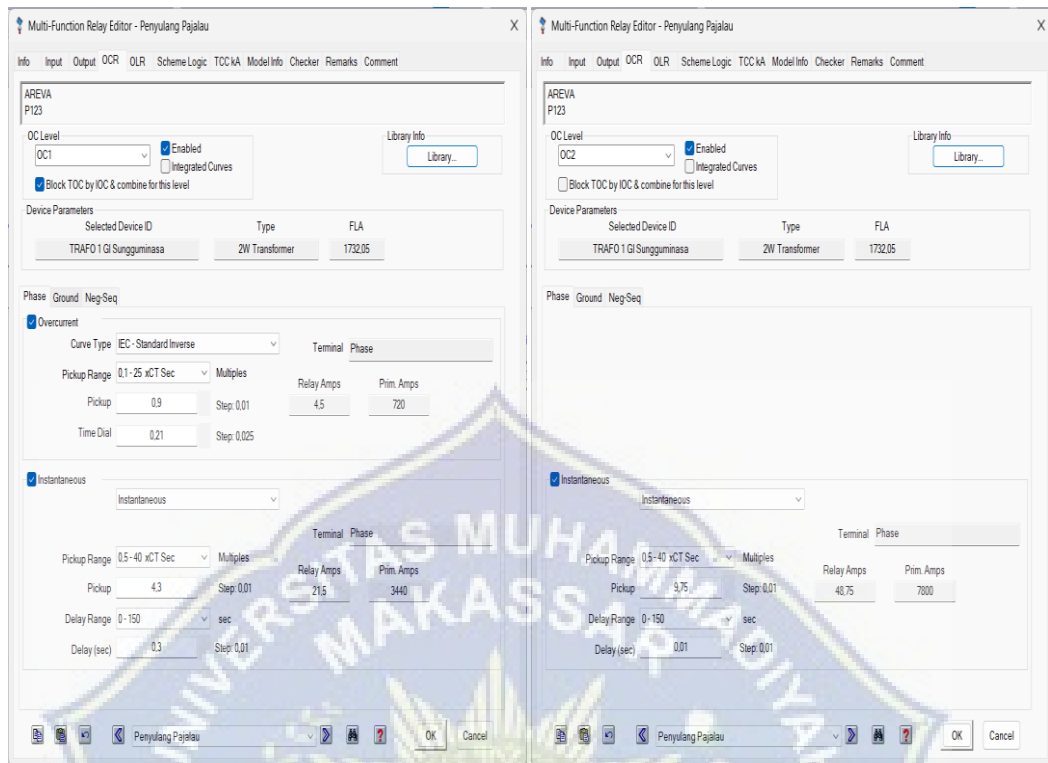 Multi-Function Relay Editor - Penyulang Pajalau
Info Input Output OCR OLR Scheme Logic TCC kA Model Info Checker Remarks Comment
AREVA
P123
OC Level
Library Info
OC1
Enabled
Library...
Integrated Curves
Block TOC by IOC & combine for this level
Device Parameters
Selected Device ID Type FLA
TRAFO 1 GI Sungguminasa 2W Transformer 1732,05
Phase Ground Neg-Seq
Overcurrent
Curve Type IEC - Standard Inverse Terminal Phase
Pickup Range 0,1 - 25 xCT Sec Multiples
Relay Amps Prim. Amps
Pickup 0,9 Step: 0,01 4,5 720
Time Dial 0,21 Step: 0,025
Instantaneous
Instantaneous
Terminal Phase
Pickup Range 0,5 - 40 xCT Sec Multiples
Relay Amps Prim. Amps
Pickup 4,3 Step: 0,01 21,5 3440
Delay Range 0 - 150 sec
Delay (sec) 0,3 Step: 0,01
Penyulang Pajalau OK Cancel
Multi-Function Relay Editor - Penyulang Pajalau
Info Input Output OCR OLR Scheme Logic TCC kA Model Info Checker Remarks Comment
AREVA
P123
OC Level
Library Info
OC2
Enabled
Library...
Integrated Curves
Block TOC by IOC & combine for this level
Device Parameters
Selected Device ID Type FLA
TRAFO 1 GI Sungguminasa 2W Transformer 1732,05
Phase Ground Neg-Seq
Instantaneous
Instantaneous
Terminal Phase
Pickup Range 0,5 - 40 xCT Sec Multiples
Relay Amps Prim. Amps
Pickup 9,75 Step: 0,01 48,75 7800
Delay Range 0 - 150 sec
Delay (sec) 0,01 Step: 0,01
Penyulang Pajalau OK Cancel
UNIVERSITAS MUHAMMADIYAH
MAKASSAR